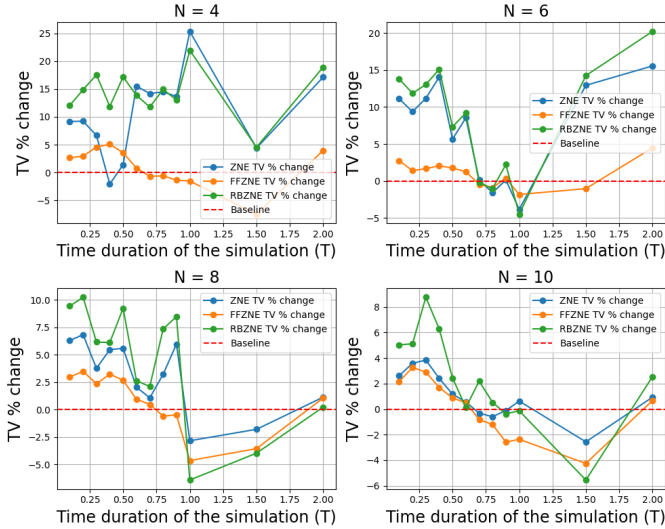 N = 4
25
20
15
10
5
0
−5
TV % change
ZNE TV % change
FFZNE TV % change
RBZNE TV % change
Baseline
0.25 0.50 0.75 1.00 1.25 1.50 1.75 2.00
Time duration of the simulation (T)
N = 6
20
15
10
5
0
−5
TV % change
ZNE TV % change
FFZNE TV % change
RBZNE TV % change
Baseline
0.25 0.50 0.75 1.00 1.25 1.50 1.75 2.00
Time duration of the simulation (T)
N = 8
10.0
7.5
5.0
2.5
0.0
−2.5
−5.0
TV % change
ZNE TV % change
FFZNE TV % change
RBZNE TV % change
Baseline
0.25 0.50 0.75 1.00 1.25 1.50 1.75 2.00
Time duration of the simulation (T)
N = 10
8
6
4
2
0
−2
−4
−6
TV % change
ZNE TV % change
FFZNE TV % change
RBZNE TV % change
Baseline
0.25 0.50 0.75 1.00 1.25 1.50 1.75 2.00
Time duration of the simulation (T)